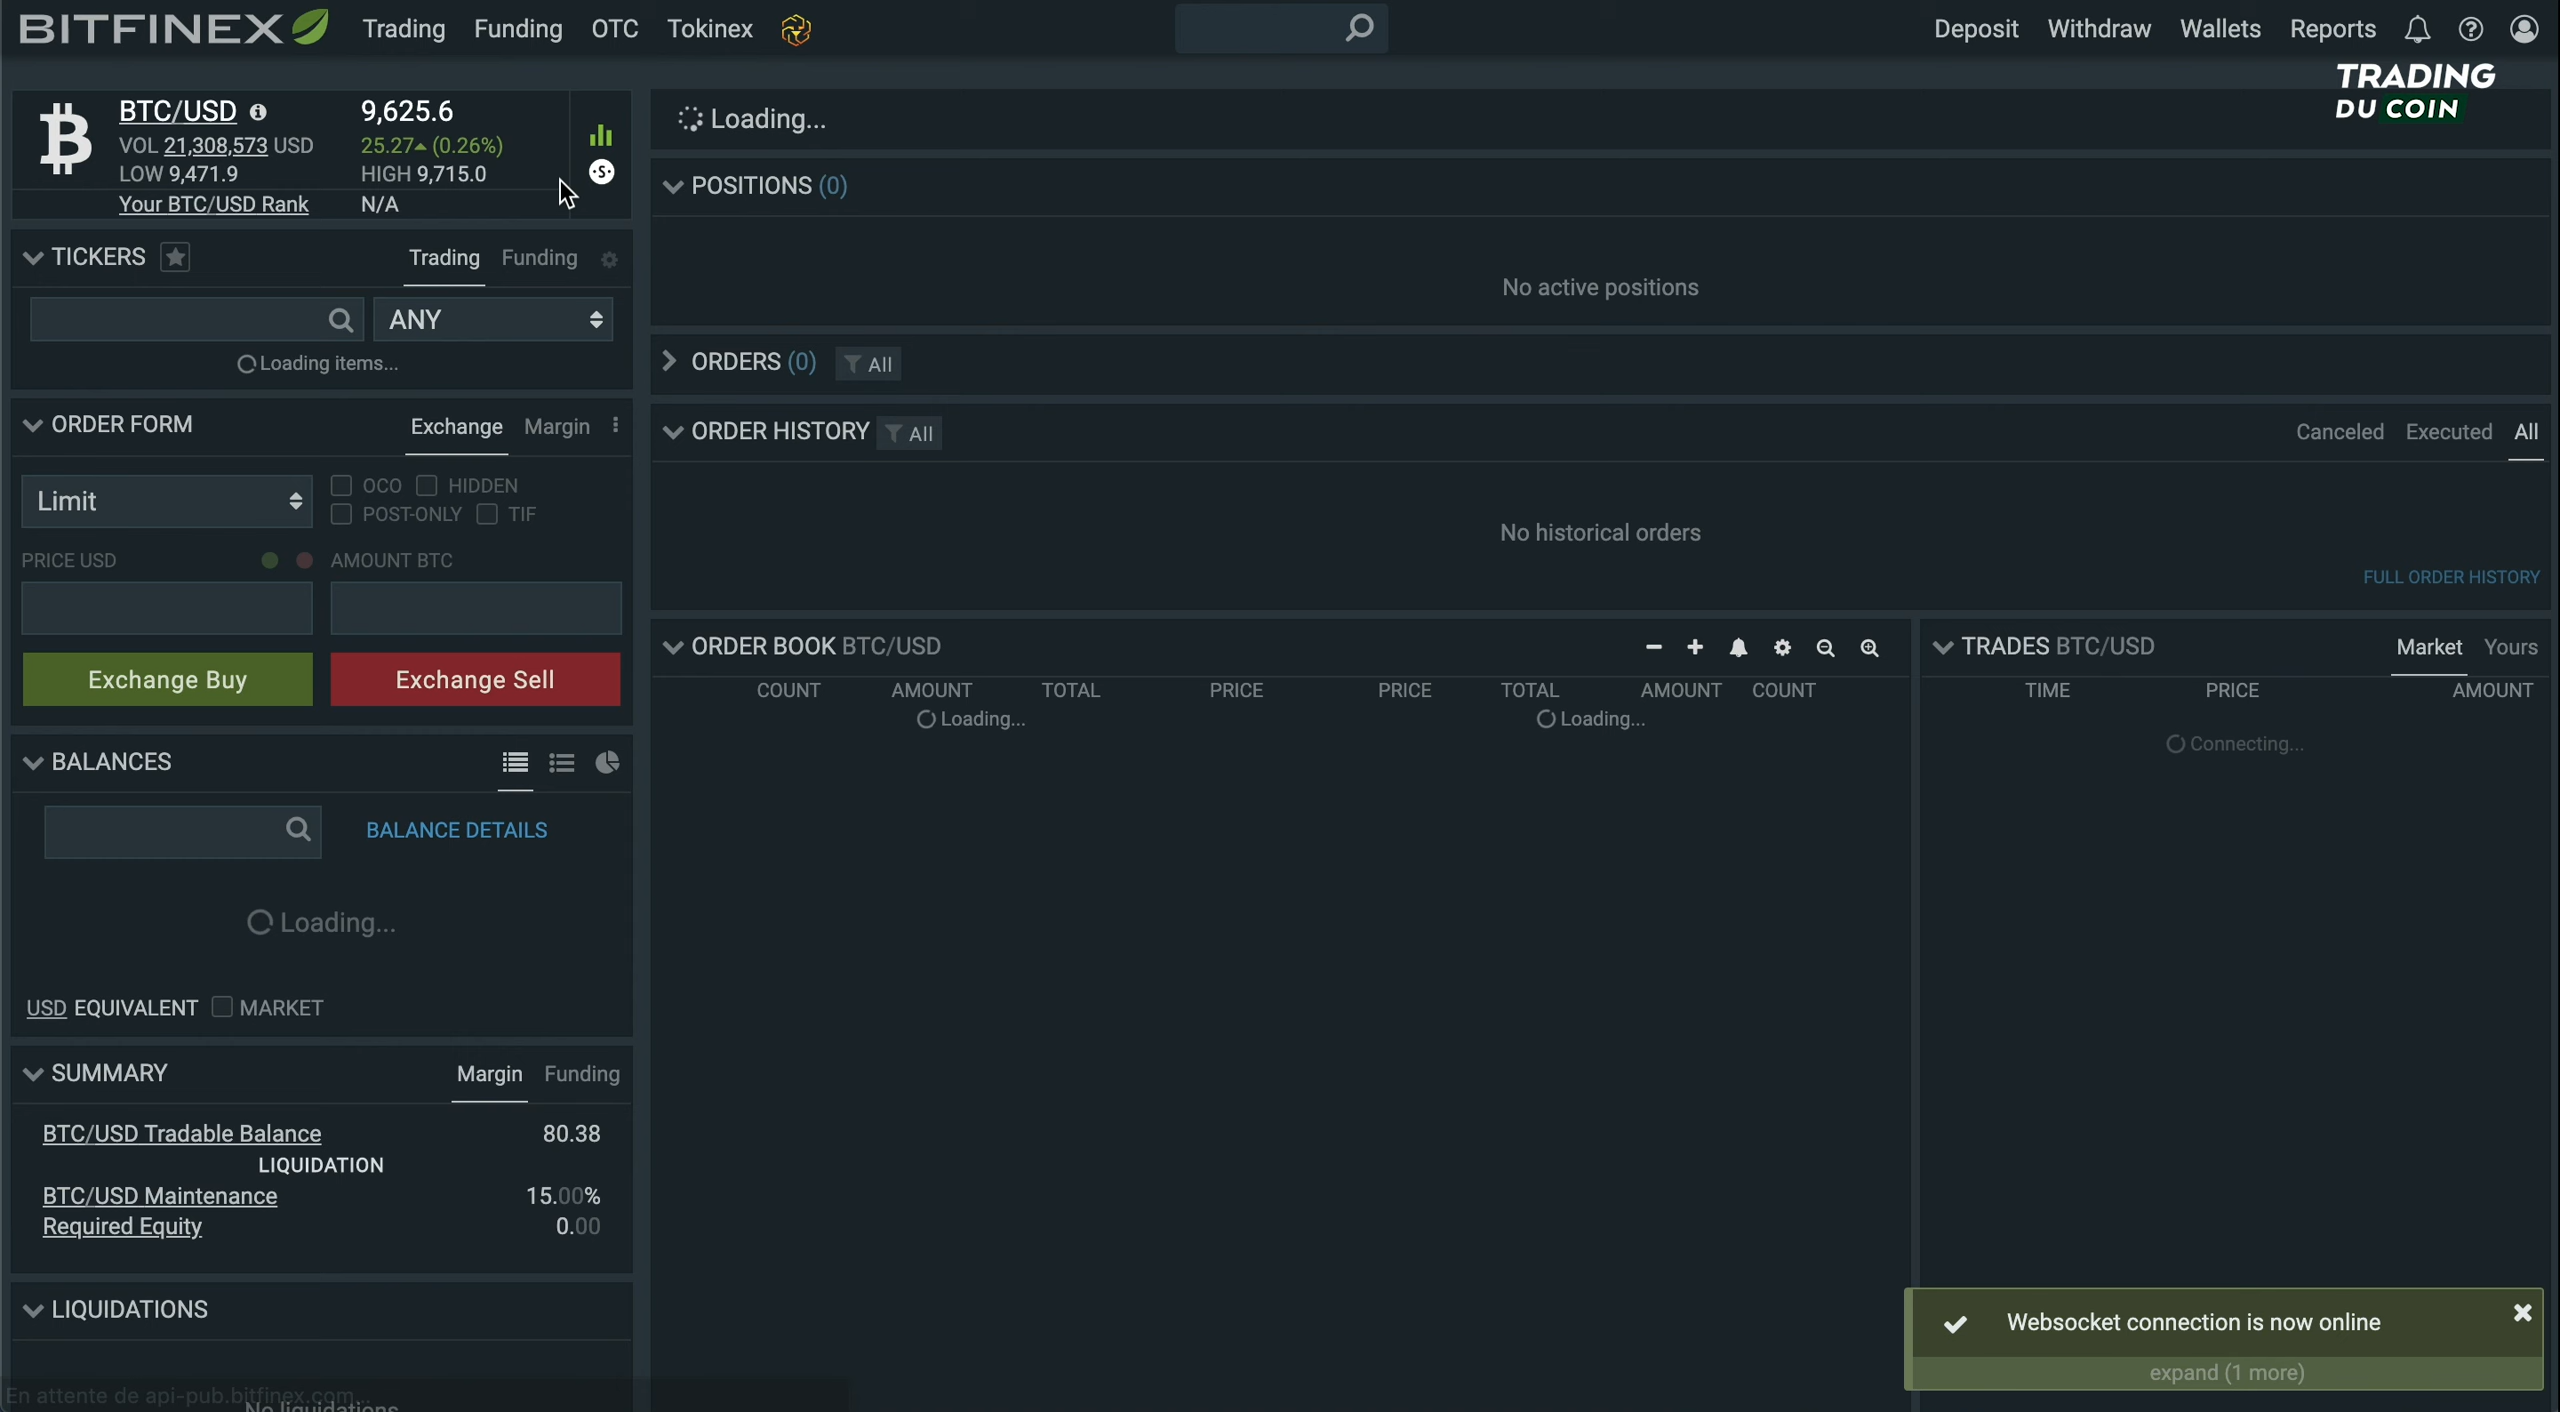 BITFINEX Trading Funding OTC Tokinex
Deposit Withdraw Wallets Reports
TRADING
DU COIN
BTC/USD 9,625.6
VOL 21,308,573 USD 25.27 (0.26%)
LOW 9,471.9 HIGH 9,715.0
Your BTC/USD Rank N/A
TICKERS Trading Funding
ANY
Loading items...
ORDER FORM Exchange Margin
Limit
OCO HIDDEN
POST-ONLY TIF
PRICE USD AMOUNT BTC
Exchange Buy Exchange Sell
BALANCES
BALANCE DETAILS
Loading...
USD EQUIVALENT MARKET
SUMMARY Margin Funding
BTC/USD Tradable Balance 80.38
LIQUIDATION
BTC/USD Maintenance 15.00%
Required Equity 0.00
LIQUIDATIONS
En attente de api-pub.bitfinex.com...
No liquidations
Loading...
POSITIONS (0)
No active positions
ORDERS (0) All
ORDER HISTORY All Canceled Executed All
No historical orders
FULL ORDER HISTORY
ORDER BOOK BTC/USD
COUNT AMOUNT TOTAL PRICE PRICE TOTAL AMOUNT COUNT
Loading... Loading...
TRADES BTC/USD Market Yours
TIME PRICE AMOUNT
Connecting...
Websocket connection is now online
expand (1 more)